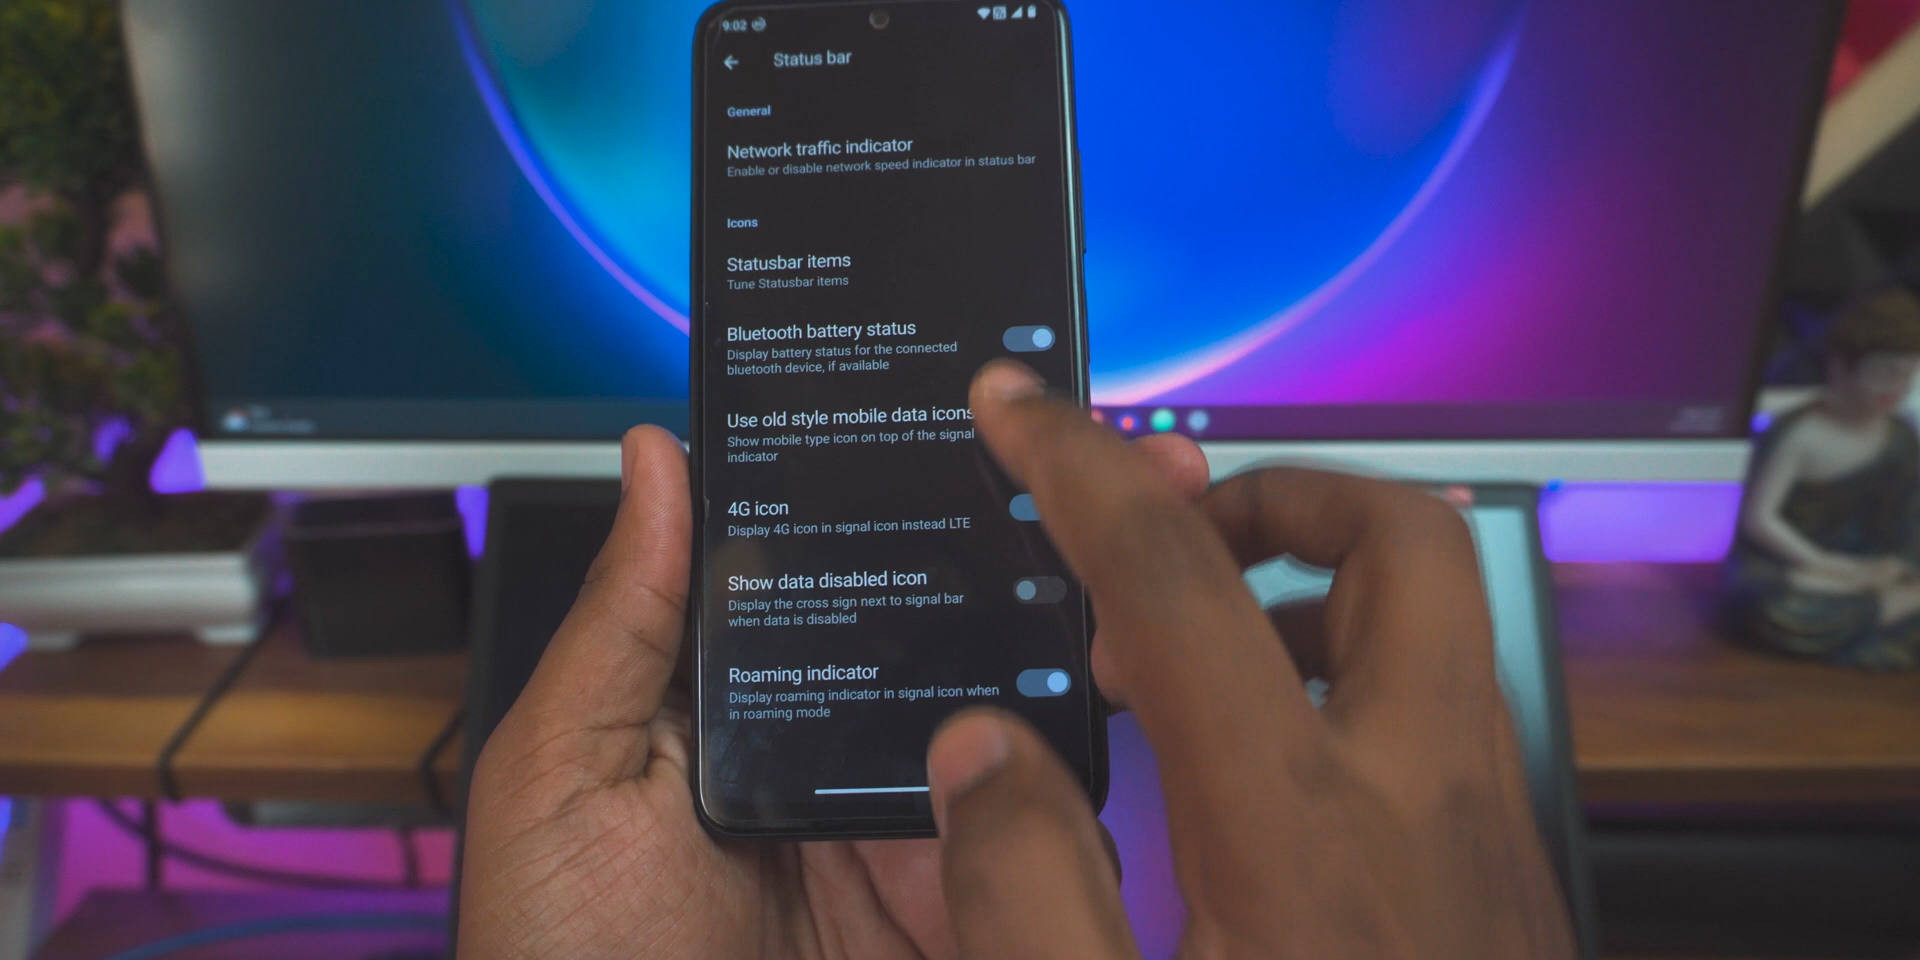 9:02
Status bar
General
Network traffic indicator
Enable or disable network speed indicator in status bar
Icons
Statusbar items
Tune Statusbar items
Bluetooth battery status
Display battery status for the connected
bluetooth device, if available
Use old style mobile data icons
Show mobile type icon on top of the signal
indicator
4G icon
Display 4G icon in signal icon instead LTE
Show data disabled icon
Display the cross sign next to signal bar
when data is disabled
Roaming indicator
Display roaming indicator in signal icon when
in roaming mode